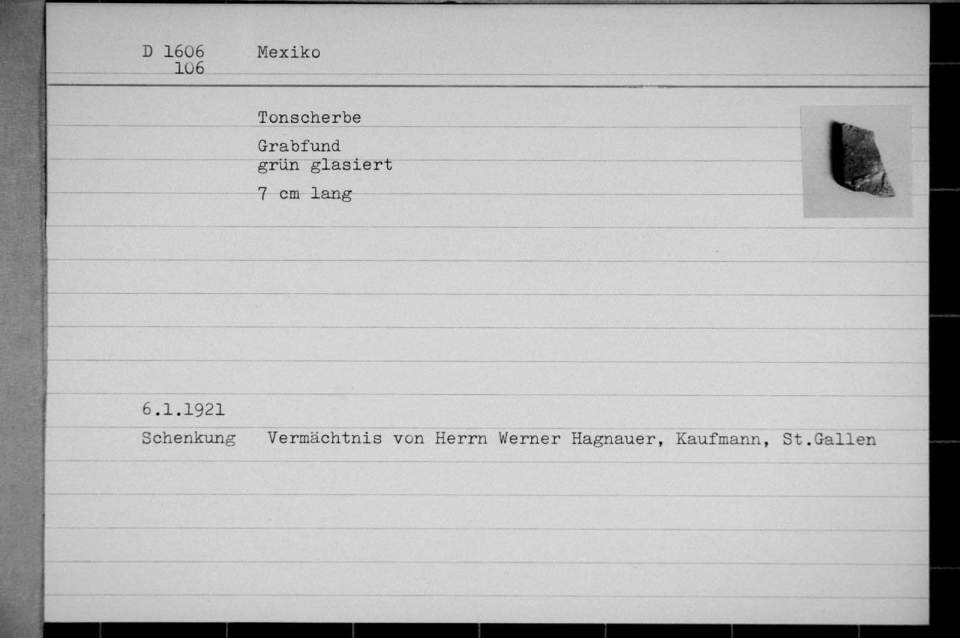 D 1606 Mexiko
106
Tonscherbe
Grabfund
grün glasiert
7 cm lang
6.1.1921
Schenkung Vermächtnis von Herrn Werner Hagnauer, Kaufmann, St.Gallen